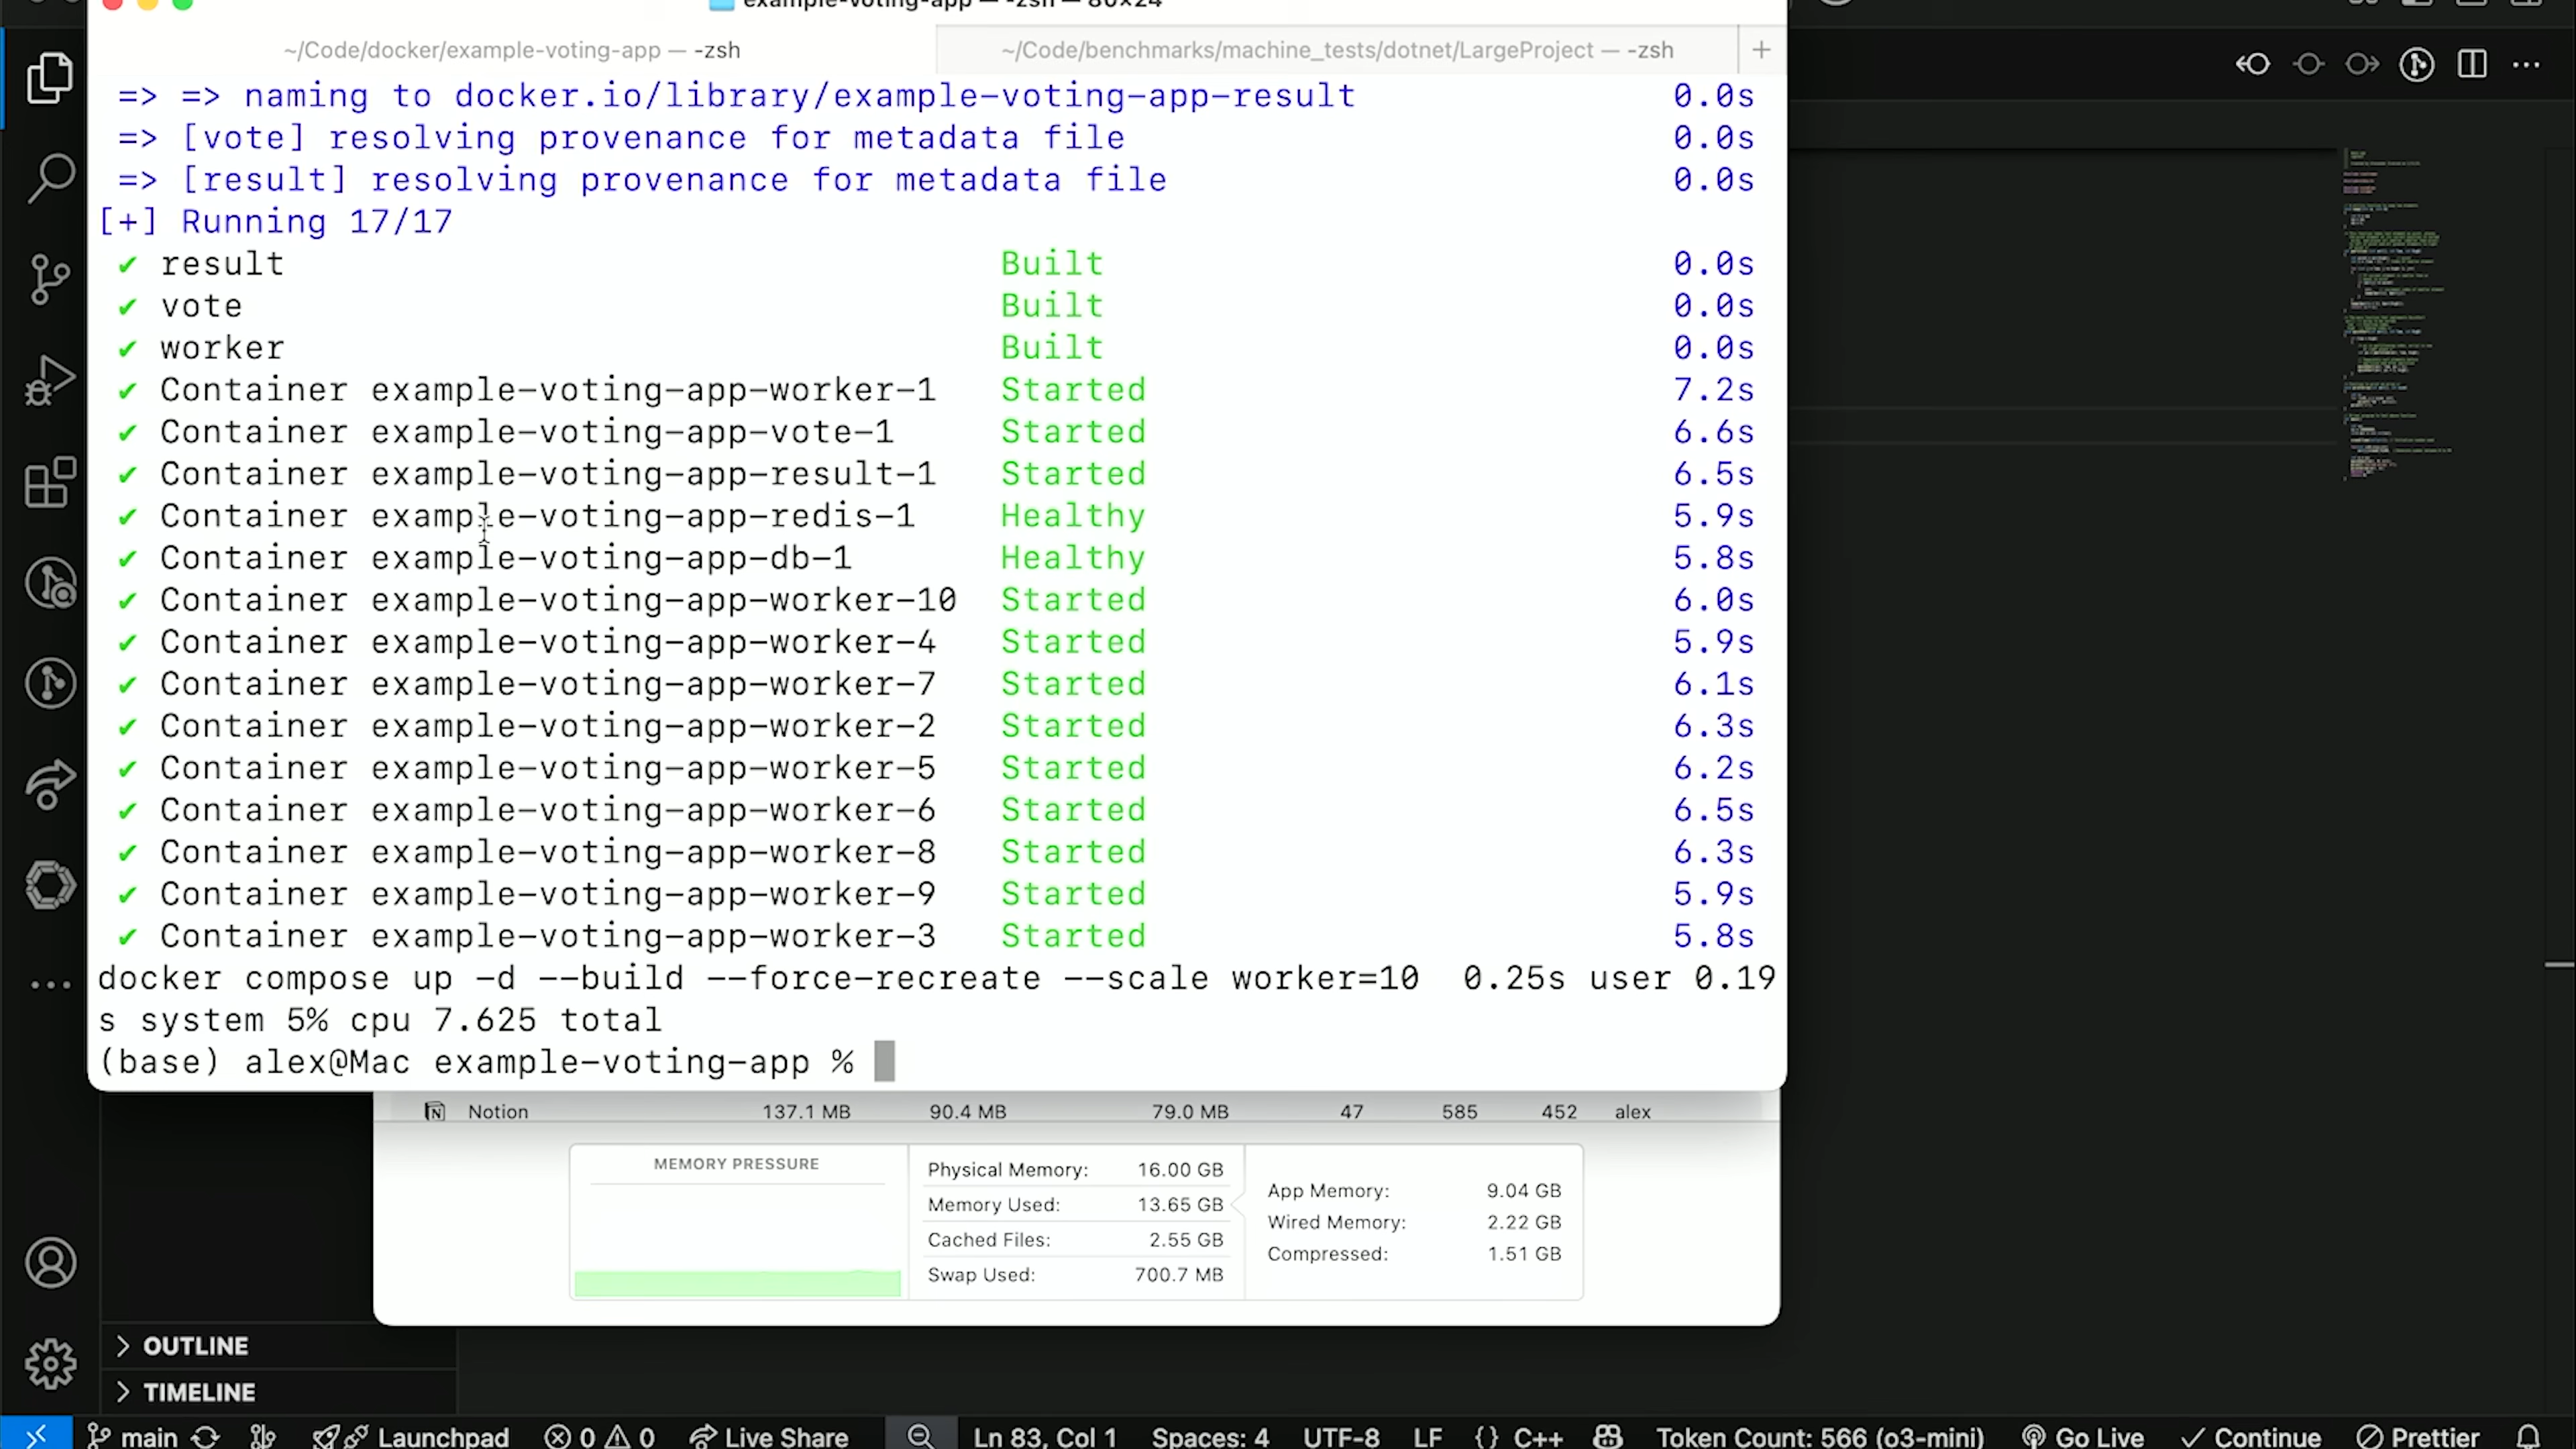 example-voting-app — -zsh — 80×24
~/Code/docker/example-voting-app — -zsh
~/Code/benchmarks/machine_tests/dotnet/LargeProject — -zsh
+
=> => naming to docker.io/library/example-voting-app-result 0.0s
=> [vote] resolving provenance for metadata file 0.0s
=> [result] resolving provenance for metadata file 0.0s
[+] Running 17/17
✔ result Built 0.0s
✔ vote Built 0.0s
✔ worker Built 0.0s
✔ Container example-voting-app-worker-1 Started 7.2s
✔ Container example-voting-app-vote-1 Started 6.6s
✔ Container example-voting-app-result-1 Started 6.5s
✔ Container example-voting-app-redis-1 Healthy 5.9s
✔ Container example-voting-app-db-1 Healthy 5.8s
✔ Container example-voting-app-worker-10 Started 6.0s
✔ Container example-voting-app-worker-4 Started 5.9s
✔ Container example-voting-app-worker-7 Started 6.1s
✔ Container example-voting-app-worker-2 Started 6.3s
✔ Container example-voting-app-worker-5 Started 6.2s
✔ Container example-voting-app-worker-6 Started 6.5s
✔ Container example-voting-app-worker-8 Started 6.3s
✔ Container example-voting-app-worker-9 Started 5.9s
✔ Container example-voting-app-worker-3 Started 5.8s
docker compose up -d --build --force-recreate --scale worker=10 0.25s user 0.19
s system 5% cpu 7.625 total
(base) alex@Mac example-voting-app %
Notion 137.1 MB 90.4 MB 79.0 MB 47 585 452 alex
MEMORY PRESSURE
Physical Memory: 16.00 GB
Memory Used: 13.65 GB
Cached Files: 2.55 GB
Swap Used: 700.7 MB
App Memory: 9.04 GB
Wired Memory: 2.22 GB
Compressed: 1.51 GB
OUTLINE
TIMELINE
main Launchpad 0 0 Live Share Ln 83, Col 1 Spaces: 4 UTF-8 LF {} C++ Token Count: 566 (o3-mini) Go Live Continue Prettier